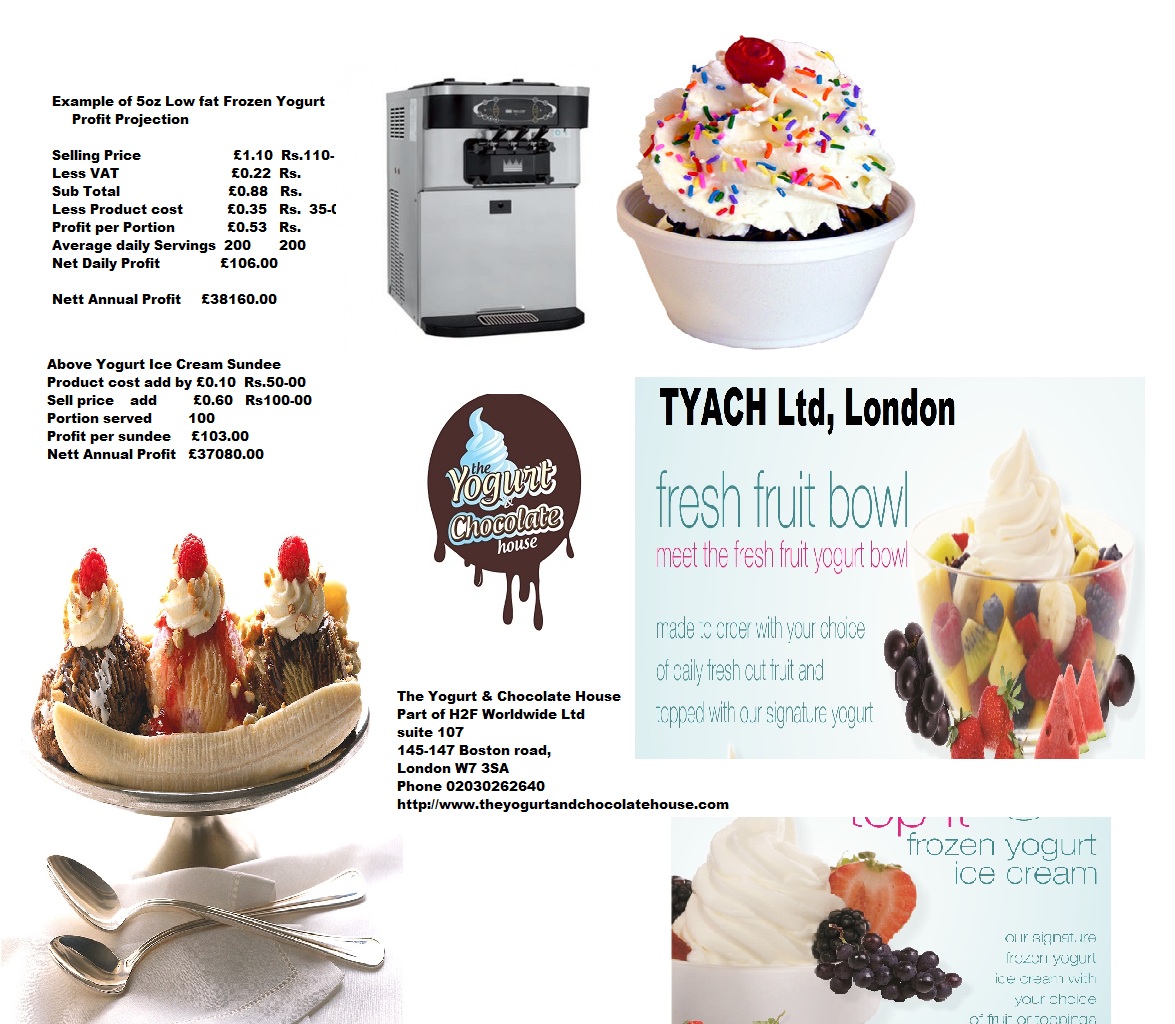 Example of 5oz Low fat Frozen Yogurt
Profit Projection
Selling Price £1.10 Rs.110-
Less VAT £0.22 Rs.
Sub Total £0.88 Rs.
Less Product cost £0.35 Rs. 35-0
Profit per Portion £0.53 Rs.
Average daily Servings 200 200
Net Daily Profit £106.00
Nett Annual Profit £38160.00
Above Yogurt Ice Cream Sundee
Product cost add by £0.10 Rs.50-00
Sell price add £0.60 Rs100-00
Portion served 100
Profit per sundee £103.00
Nett Annual Profit £37080.00
the
Yogurt
&
Chocolate
house
TYACH Ltd, London
fresh fruit bowl
meet the fresh fruit yogurt bowl
made to order with your choice
of daily fresh cut fruit and
topped with our signature yogurt
The Yogurt & Chocolate House
Part of H2F Worldwide Ltd
suite 107
145-147 Boston road,
London W7 3SA
Phone 02030262640
http://www.theyogurtandchocolatehouse.com
top it
frozen yogurt
ice cream
our signature
frozen yogurt
ice cream with
your choice
of fruit or toppings